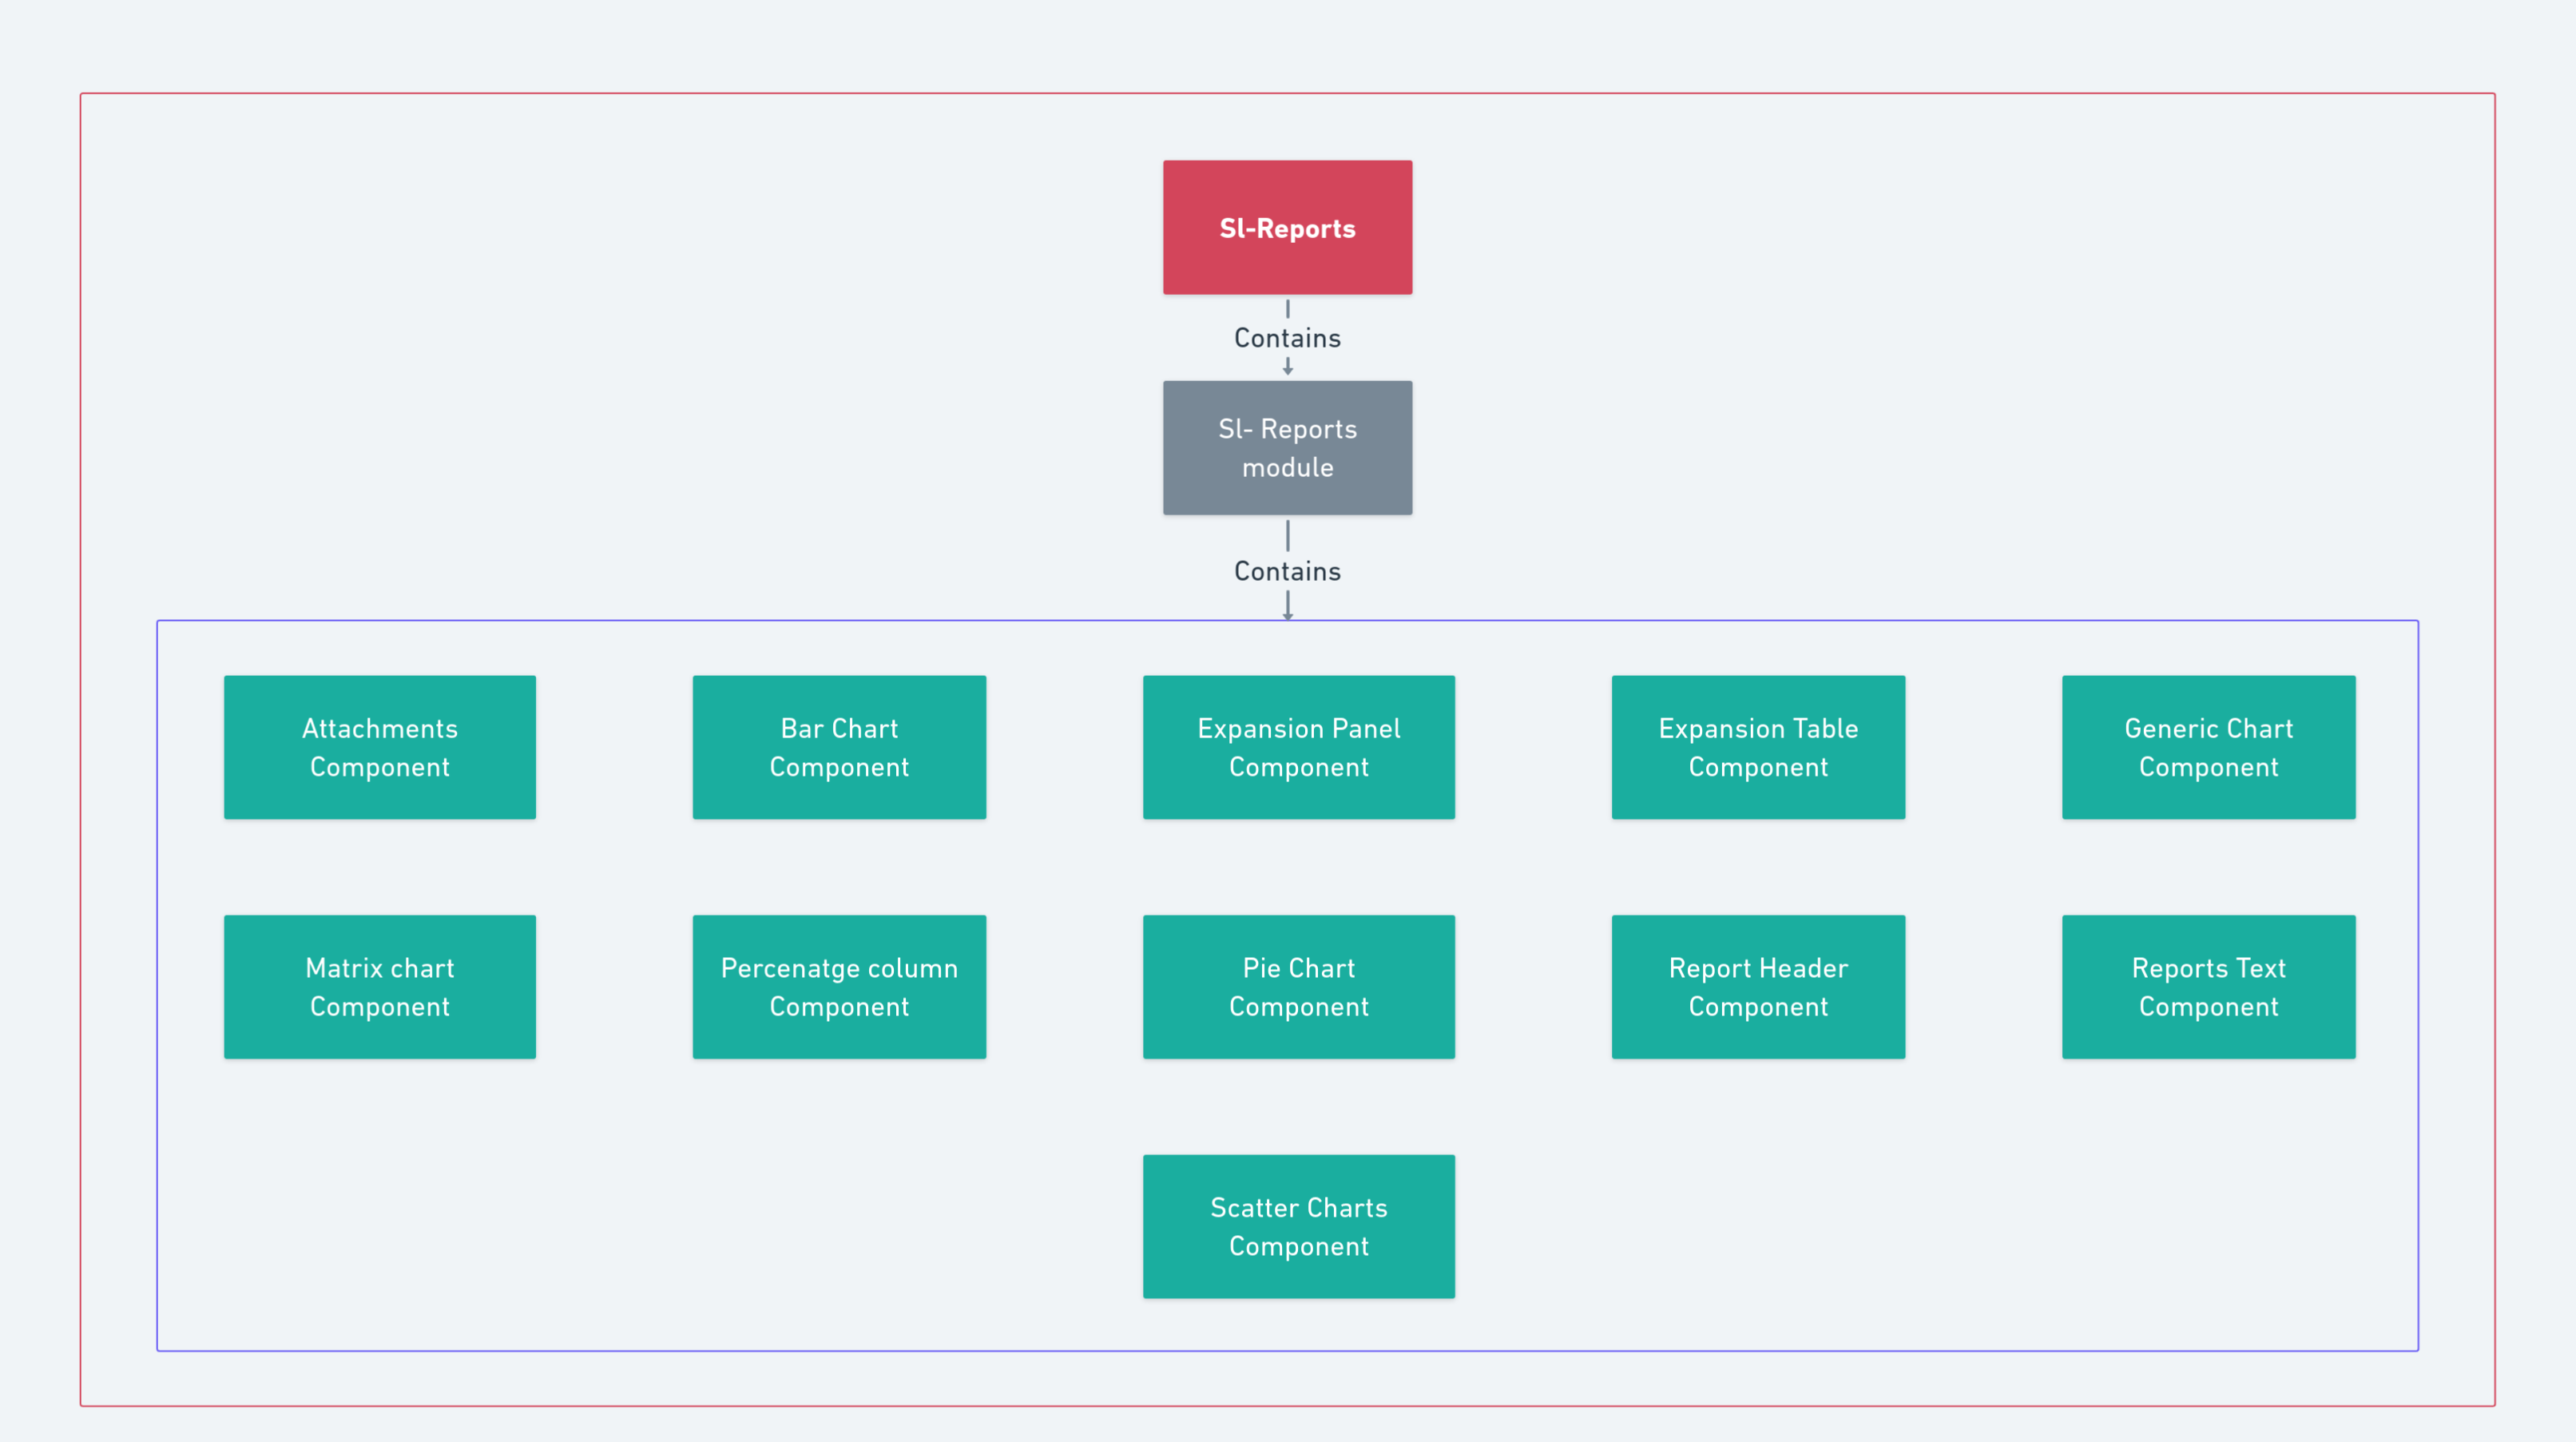 Sl-Reports
Contains
Sl- Reports
module
Contains
Attachments
Component
Bar Chart
Component
Expansion Panel
Component
Expansion Table
Component
Generic Chart
Component
Matrix chart
Component
Percenatge column
Component
Pie Chart
Component
Report Header
Component
Reports Text
Component
Scatter Charts
Component